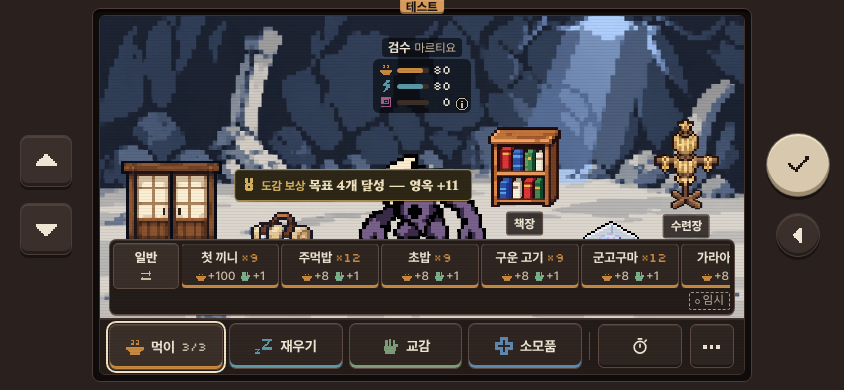 테스트
검수 마르티요
80
80
0
도감 보상 목표 4개 달성 — 영옥 +11
책장
수련장
일반
첫 끼니 ×9
+100 +1
주먹밥 ×12
+8 +1
초밥 ×9
+8 +1
구운 고기 ×9
+8 +1
군고구마 ×12
+8 +1
가라아
+8
임시
먹이 3/3
재우기
교감
소모품